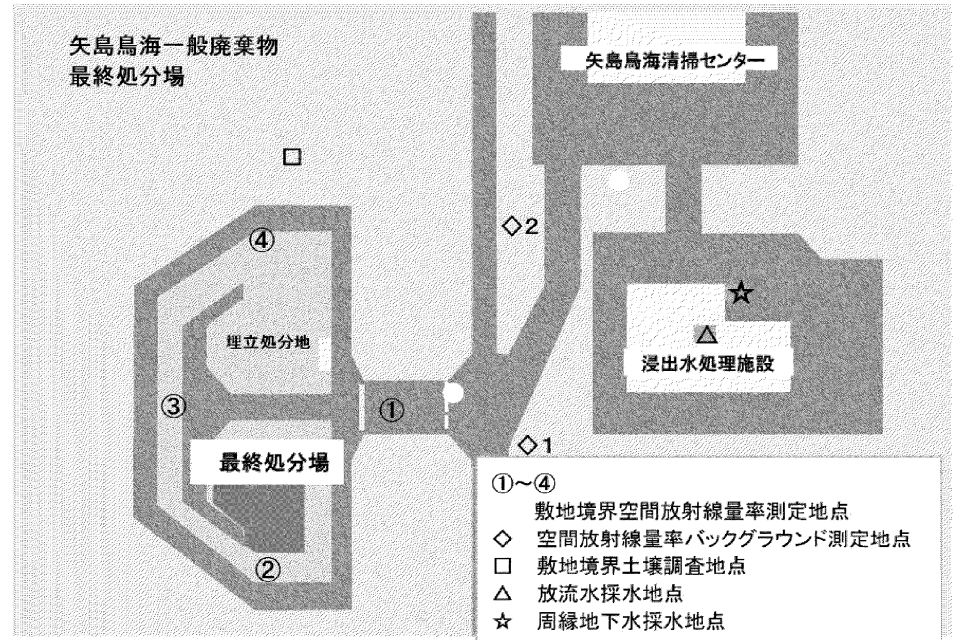 矢島鳥海一般廃棄物
最終処分場
矢島鳥海清掃センター
④
◇2
埋立処分地
☆
△
浸出水処理施設
③
①
最終処分場
◇1
②
①~④
敷地境界空間放射線量率測定地点
◇ 空間放射線量率バックグラウンド測定地点
□ 敷地境界土壌調査地点
△ 放流水採水地点
☆ 周縁地下水採水地点